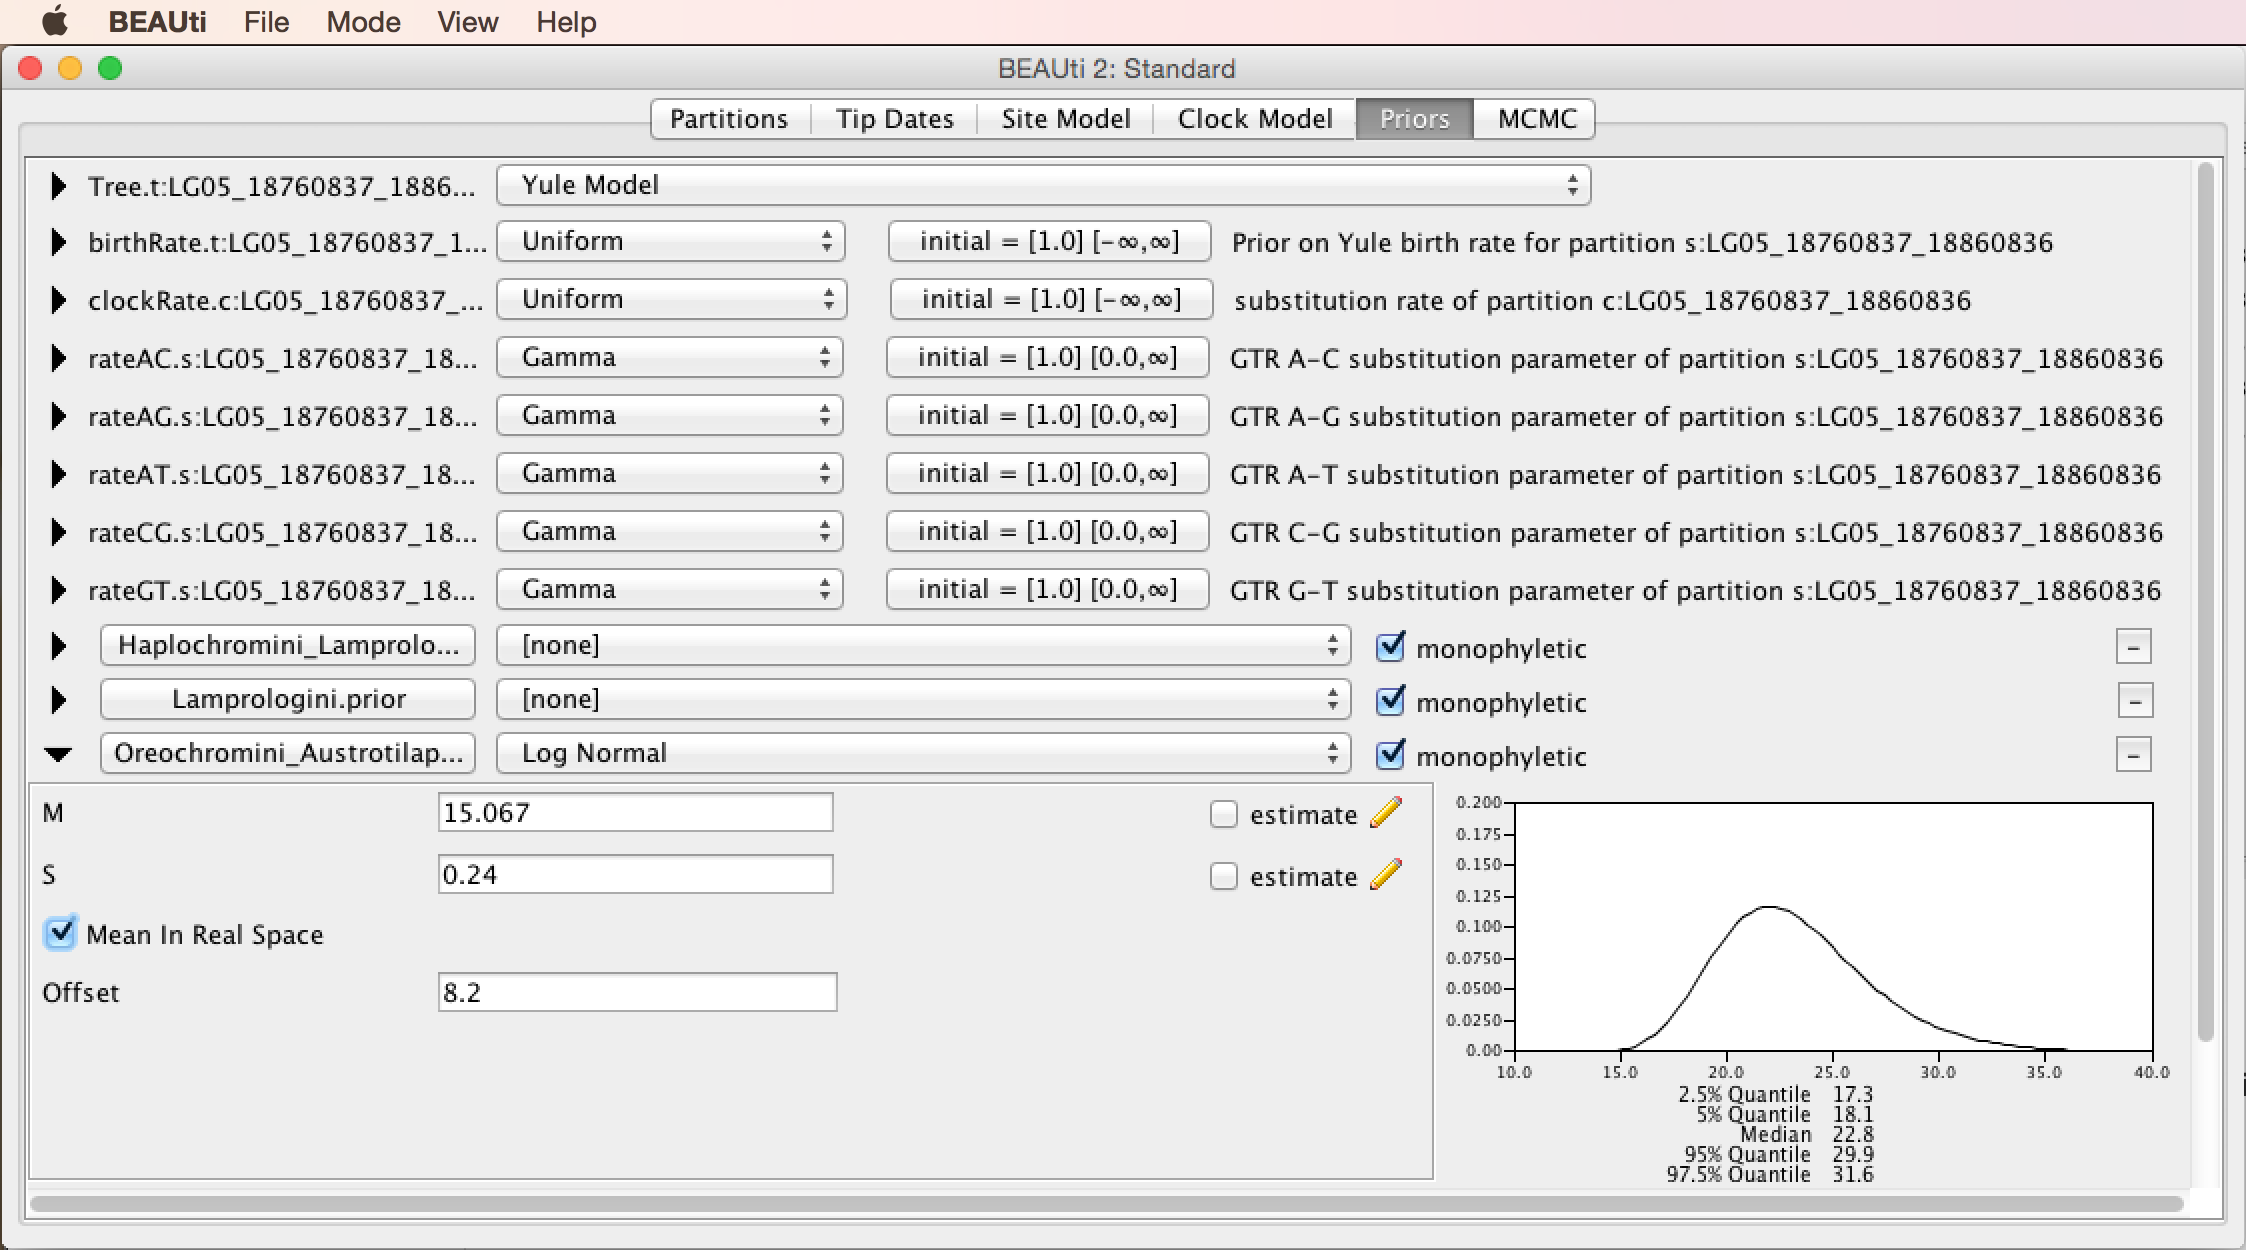 BEAUti File Mode View Help
BEAUti 2: Standard
Partitions Tip Dates Site Model Clock Model Priors MCMC
Tree.t:LG05_18760837_1886... Yule Model
birthRate.t:LG05_18760837_1... Uniform initial = [1.0] [-∞,∞] Prior on Yule birth rate for partition s:LG05_18760837_18860836
clockRate.c:LG05_18760837_... Uniform initial = [1.0] [-∞,∞] substitution rate of partition c:LG05_18760837_18860836
rateAC.s:LG05_18760837_18... Gamma initial = [1.0] [0.0,∞] GTR A-C substitution parameter of partition s:LG05_18760837_18860836
rateAG.s:LG05_18760837_18... Gamma initial = [1.0] [0.0,∞] GTR A-G substitution parameter of partition s:LG05_18760837_18860836
rateAT.s:LG05_18760837_18... Gamma initial = [1.0] [0.0,∞] GTR A-T substitution parameter of partition s:LG05_18760837_18860836
rateCG.s:LG05_18760837_18... Gamma initial = [1.0] [0.0,∞] GTR C-G substitution parameter of partition s:LG05_18760837_18860836
rateGT.s:LG05_18760837_18... Gamma initial = [1.0] [0.0,∞] GTR G-T substitution parameter of partition s:LG05_18760837_18860836
Haplochromini_Lamprolo... [none] monophyletic -
Lamprologini.prior [none] monophyletic -
Oreochromini_Austrotilap... Log Normal monophyletic -
M 15.067 estimate
S 0.24 estimate
Mean In Real Space
Offset 8.2
0.200
0.175
0.150
0.125
0.100
0.0750
0.0500
0.0250
0.00
10.0 15.0 20.0 25.0 30.0 35.0 40.0
2.5% Quantile 17.3
5% Quantile 18.1
Median 22.8
95% Quantile 29.9
97.5% Quantile 31.6